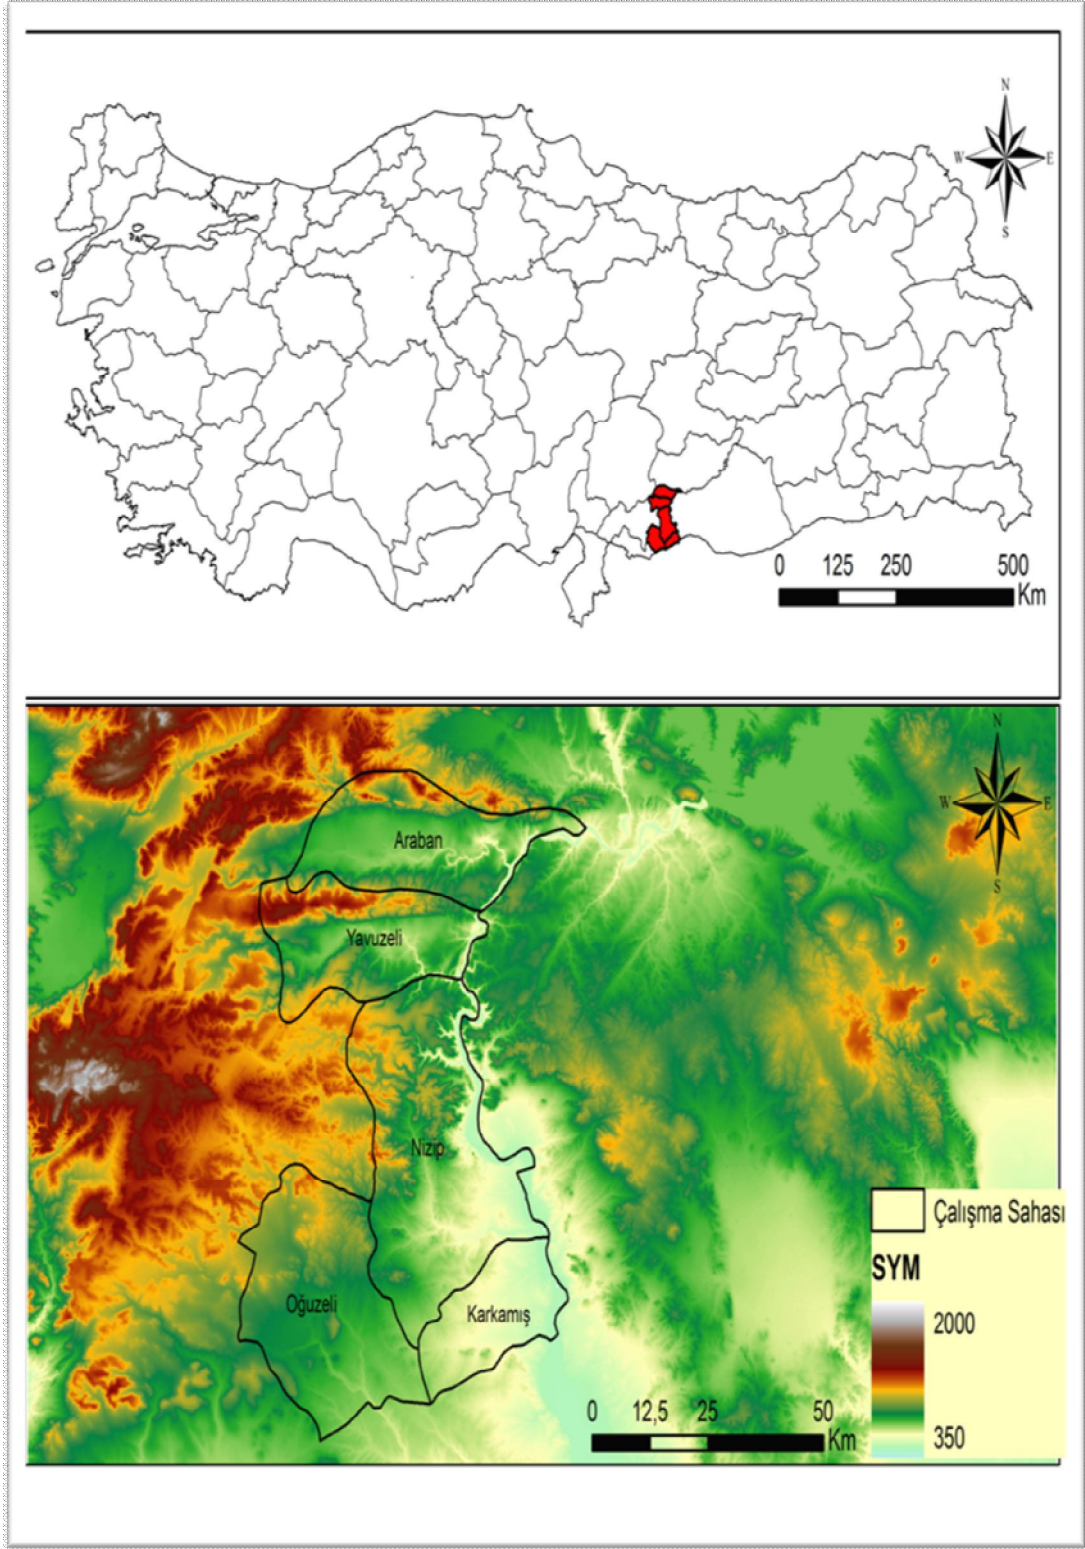 N
W E
S
0 125 250 500
Km
N
W E
S
Araban
Yavuzeli
Nizip
Oğuzeli
Karkamış
Çalışma Sahası
SYM
2000
350
0 12,5 25 50
Km